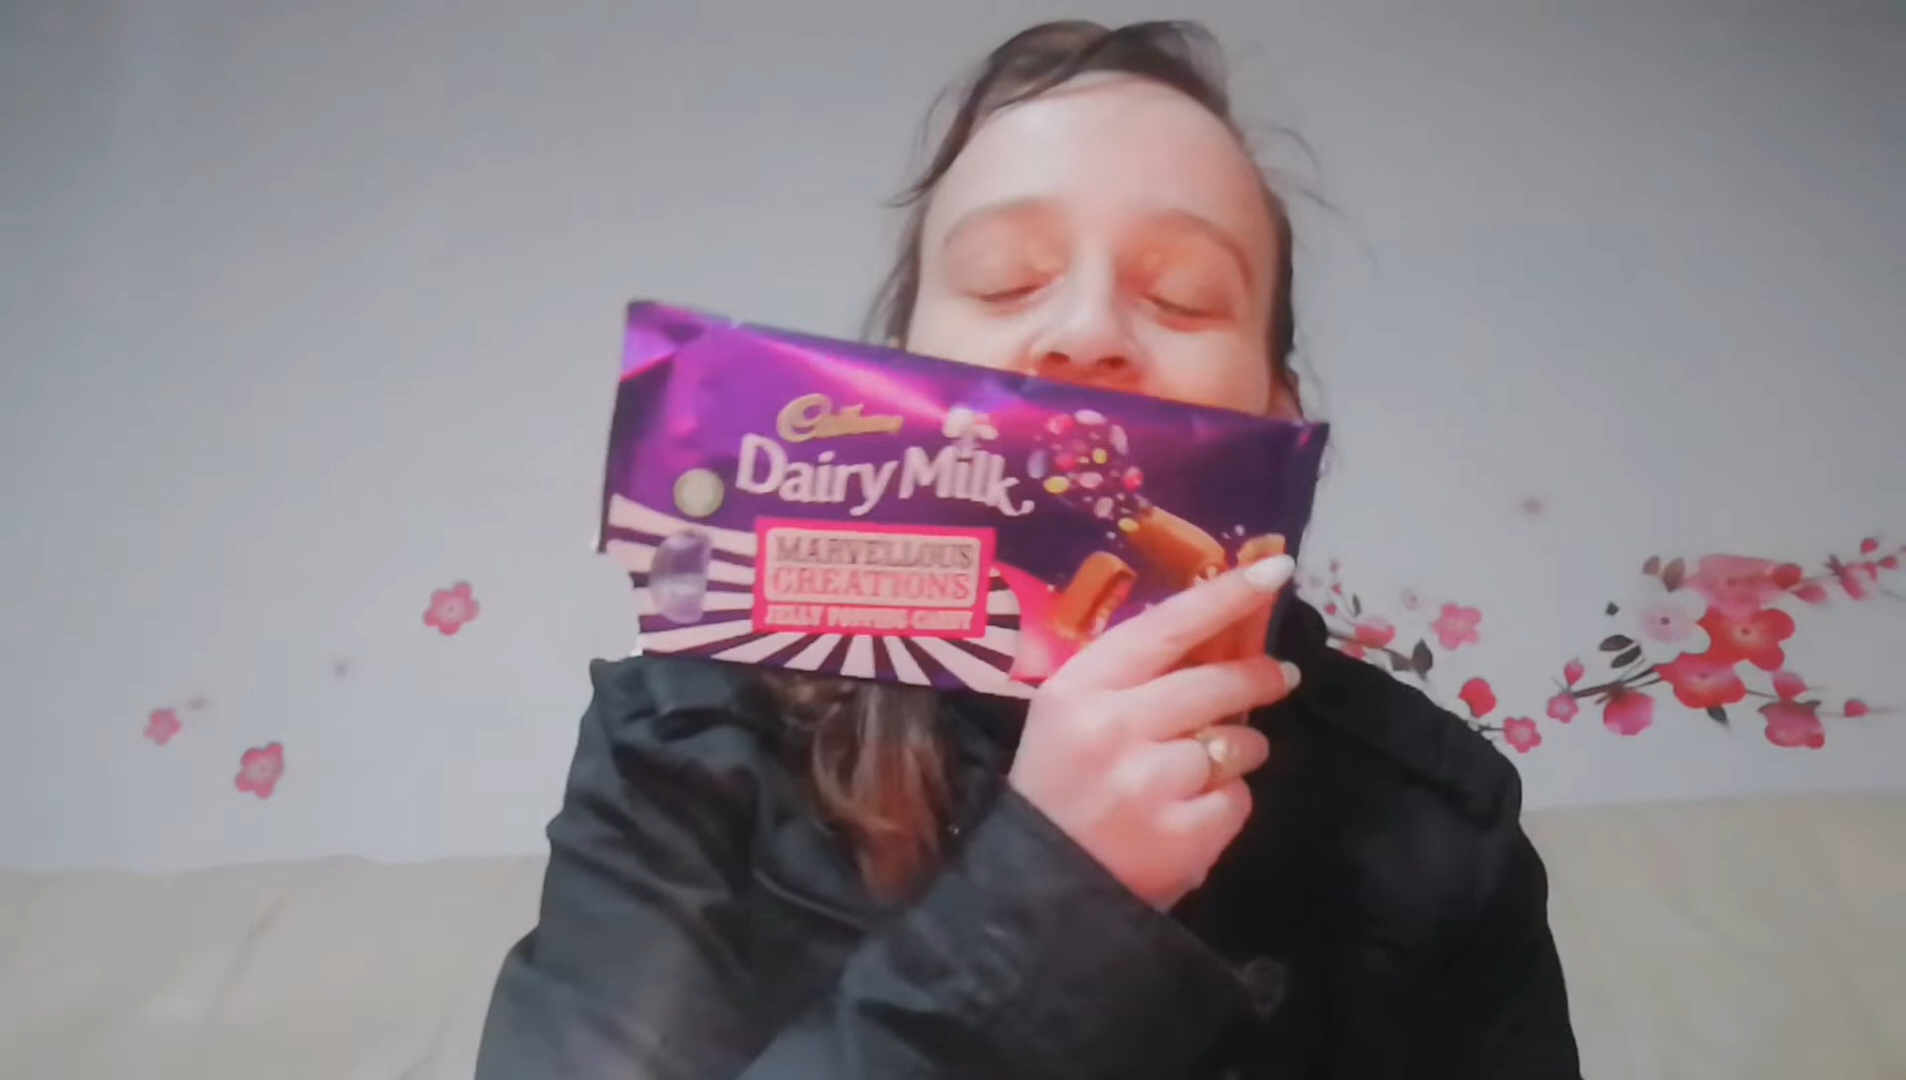 Cadbury
Dairy Milk
MARVELLOUS
CREATIONS
JELLY POPPING CANDY